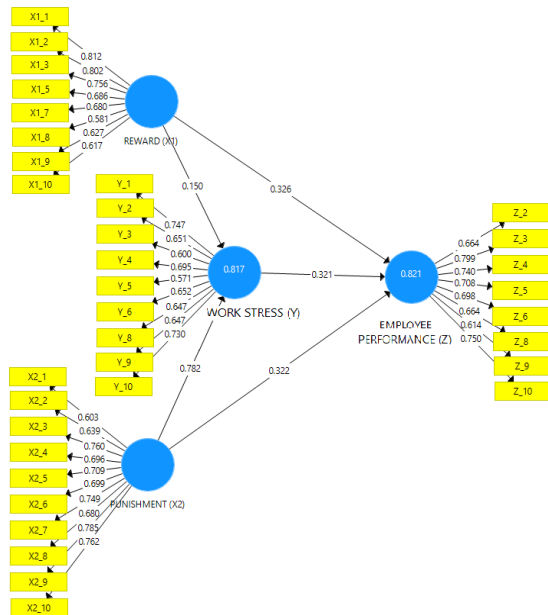 X1_1
X1_2
X1_3
X1_5
X1_7
X1_8
X1_9
X1_10
0.812
0.802
0.756
0.686
0.680
0.581
0.627
0.617
REWARD (X1)
0.150
0.326
Y_1
Y_2
Y_3
Y_4
Y_5
Y_6
Y_8
Y_9
Y_10
0.747
0.651
0.600
0.695
0.571
0.652
0.647
0.647
0.730
0.817
WORK STRESS (Y)
0.321
0.821
EMPLOYEE
PERFORMANCE (Z)
0.664
0.799
0.740
0.708
0.698
0.664
0.614
0.750
Z_2
Z_3
Z_4
Z_5
Z_6
Z_8
Z_9
Z_10
0.782
0.322
X2_1
X2_2
X2_3
X2_4
X2_5
X2_6
X2_7
X2_8
X2_9
X2_10
0.603
0.639
0.760
0.696
0.709
0.699
0.749
0.680
0.785
0.762
PUNISHMENT (X2)